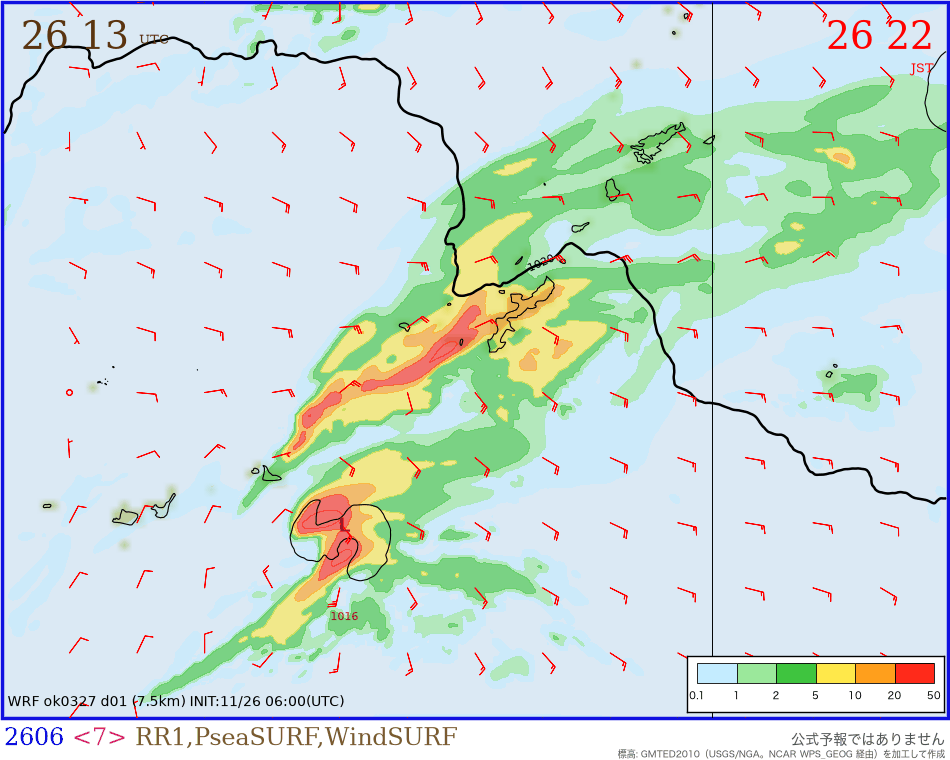 26 13 UTC
26 22
JST
1020
1016
WRF ok0327 d01 (7.5km) INIT:11/26 06:00(UTC)
0.1 1 2 5 10 20 50
2606 <7> RR1,PseaSURF,WindSURF
公式予報ではありません
標高: GMTED2010（USGS/NGA。NCAR WPS_GEOG 経由）を加工して作成